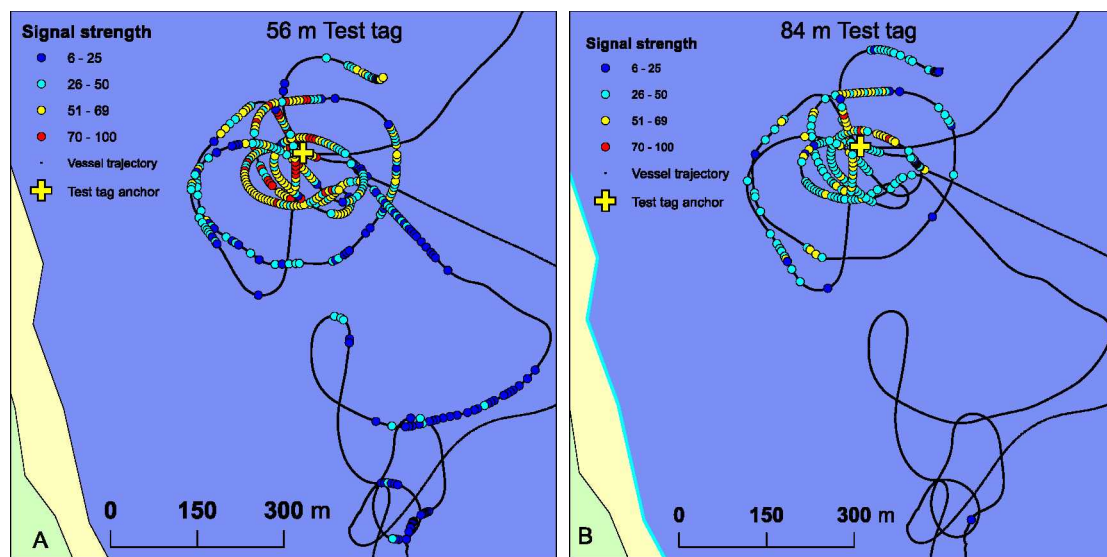 56 m Test tag
Signal strength
6 - 25
26 - 50
51 - 69
70 - 100
Vessel trajectory
Test tag anchor
0 150 300 m
A
84 m Test tag
Signal strength
6 - 25
26 - 50
51 - 69
70 - 100
Vessel trajectory
Test tag anchor
0 150 300 m
B